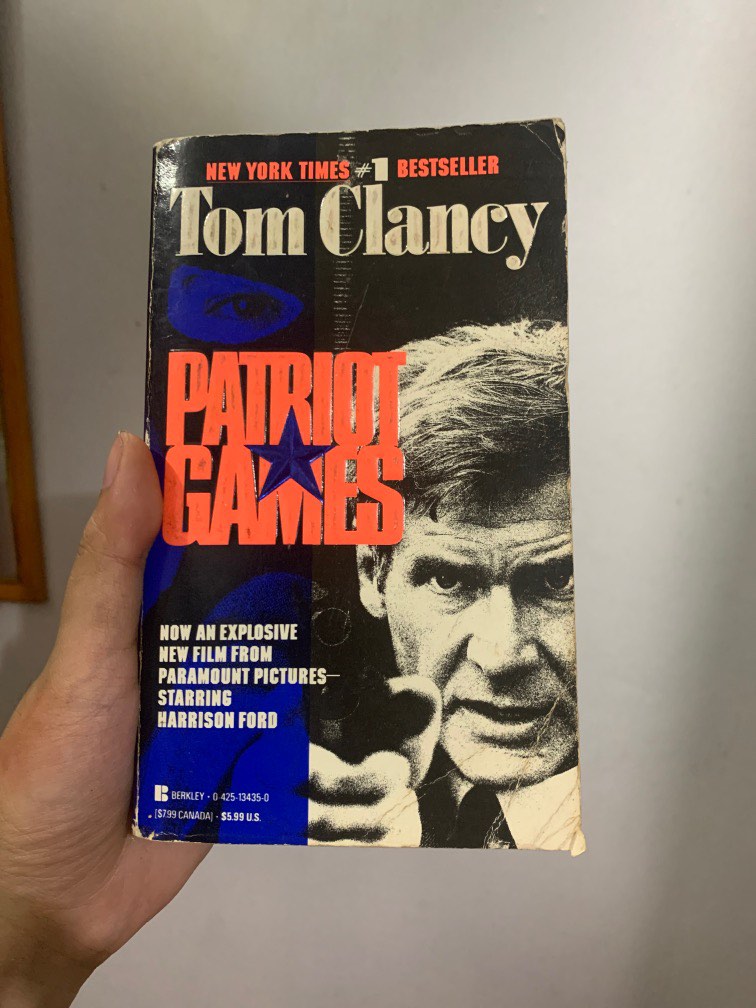 NEW YORK TIMES #1 BESTSELLER
Tom Clancy
PATRIOT
GAMES
NOW AN EXPLOSIVE
NEW FILM FROM
PARAMOUNT PICTURES—
STARRING
HARRISON FORD
B BERKLEY • 0-425-13435-0
• [$7.99 CANADA] • $5.99 U.S.